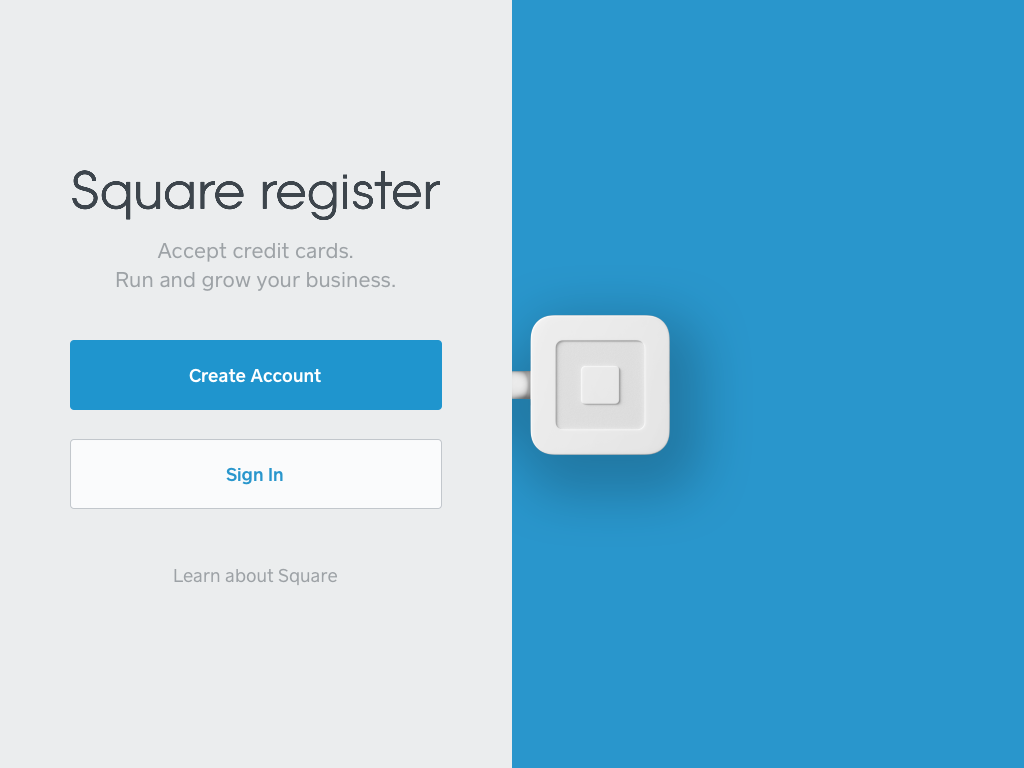 Square register
Accept credit cards.
Run and grow your business.
Create Account
Sign In
Learn about Square